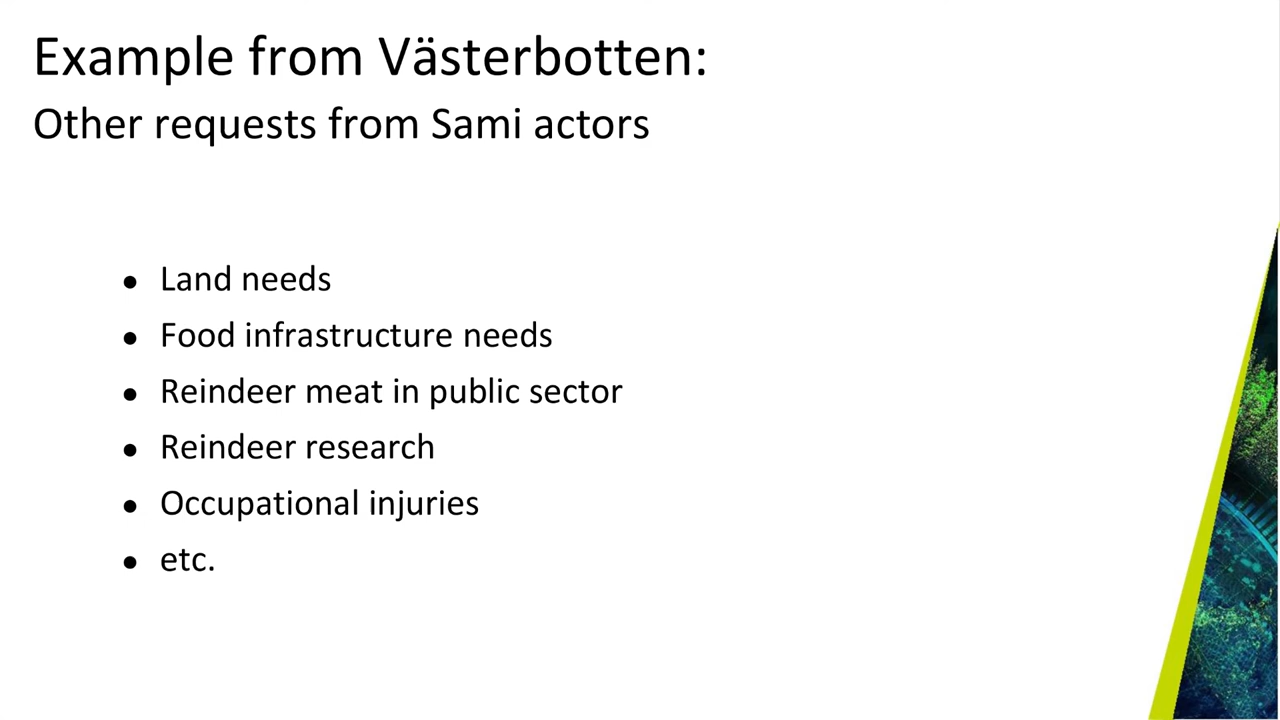 Example from Västerbotten:
Other requests from Sami actors
• Land needs
• Food infrastructure needs
• Reindeer meat in public sector
• Reindeer research
• Occupational injuries
• etc.